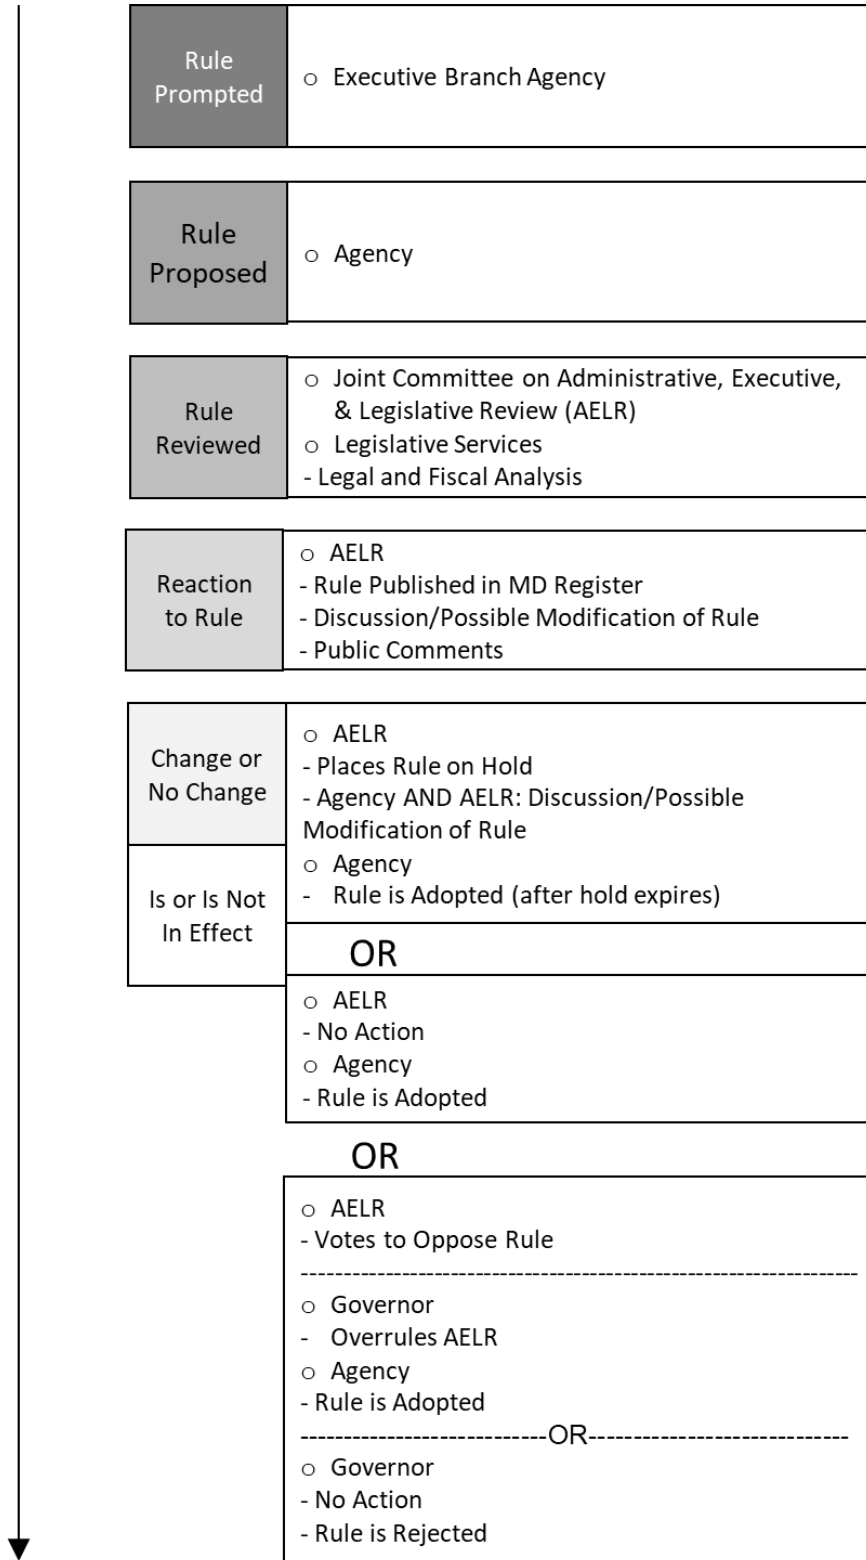 Rule
Prompted
o Executive Branch Agency
Rule
Proposed
o Agency
Rule
Reviewed
o Joint Committee on Administrative, Executive,
& Legislative Review (AELR)
o Legislative Services
- Legal and Fiscal Analysis
Reaction
to Rule
o AELR
- Rule Published in MD Register
- Discussion/Possible Modification of Rule
- Public Comments
Change or
No Change
Is or Is Not
In Effect
o AELR
- Places Rule on Hold
- Agency AND AELR: Discussion/Possible
Modification of Rule
o Agency
- Rule is Adopted (after hold expires)
OR
o AELR
- No Action
o Agency
- Rule is Adopted
OR
o AELR
- Votes to Oppose Rule
o Governor
- Overrules AELR
o Agency
- Rule is Adopted
OR
o Governor
- No Action
- Rule is Rejected